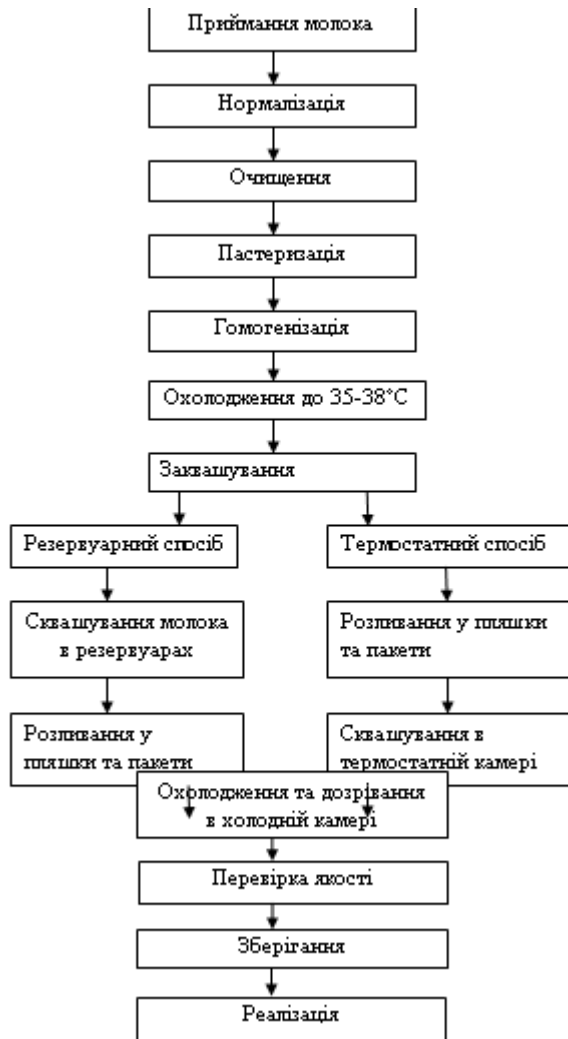 Приймання молока
Нормалізація
Очищення
Пастеризація
Гомогенізація
Охолодження до 35-38°С
Заквашування
Резервуарний спосіб
Термостатний спосіб
Сквашування молока
в резервуарах
Розливання у пляшки
та пакети
Розливання у
пляшки та пакети
Сквашування в
термостатній камері
Охолодження та дозрівання
в холодній камері
Перевірка якості
Зберігання
Реалізація